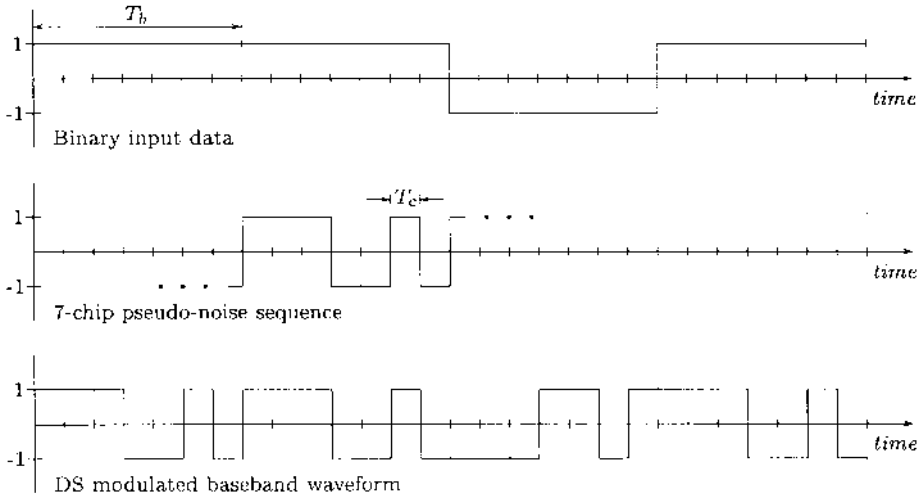 T_b
1
-1
time
Binary input data
T_c
1
-1
time
7-chip pseudo-noise sequence
1
-1
time
DS modulated baseband waveform